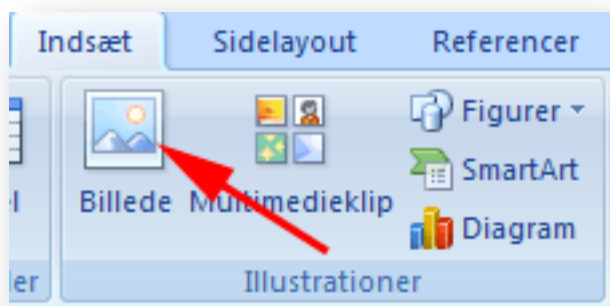 Indsæt Sidelayout Referencer
Figurer
SmartArt
Billede Multimedieklip
Diagram
Illustrationer